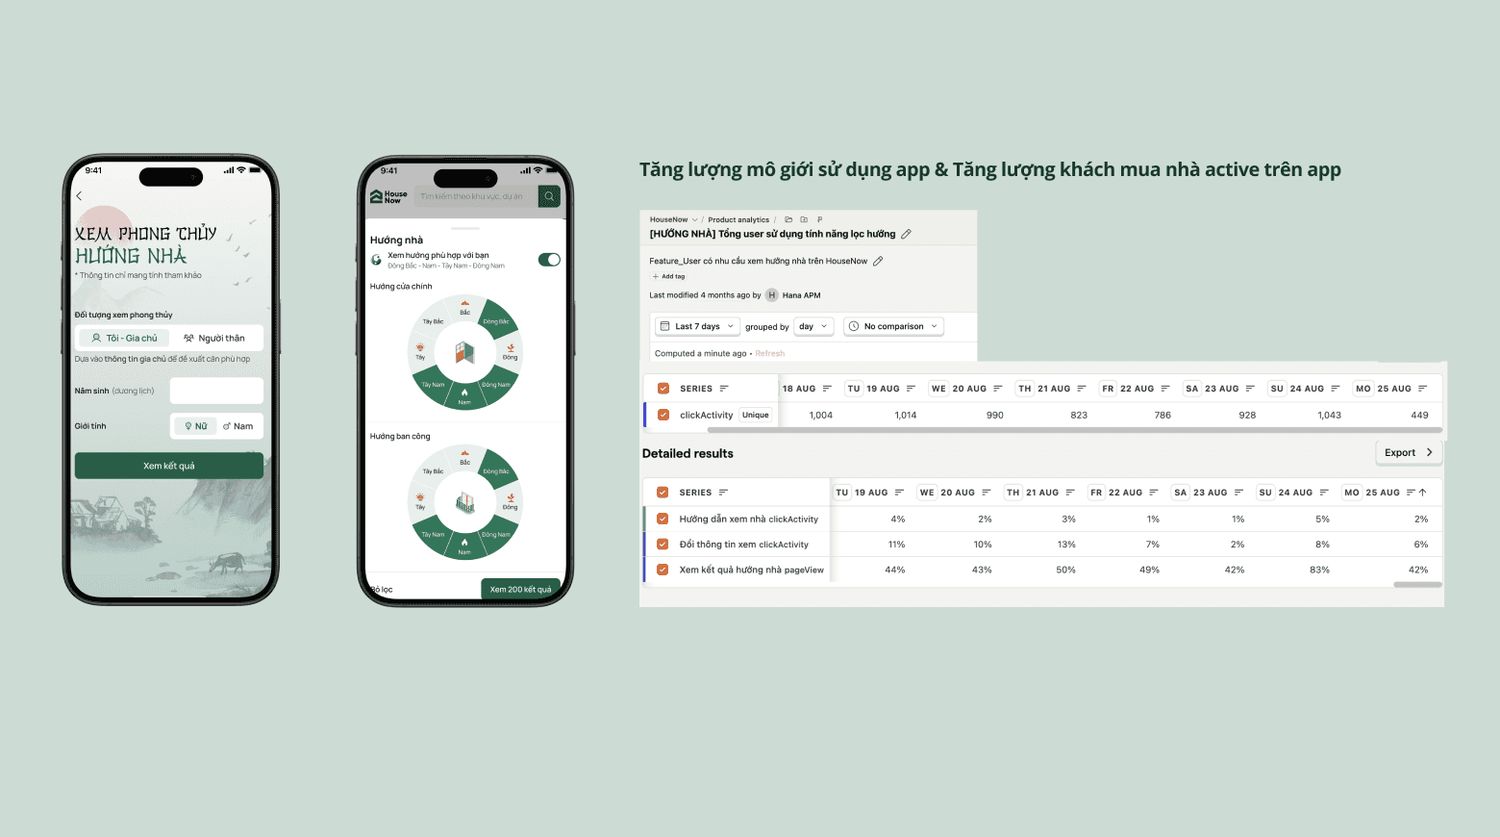 9:41
XEM PHONG THỦY
HƯỚNG NHÀ
* Thông tin chỉ mang tính tham khảo
Đối tượng xem phong thủy
Tôi - Gia chủ
Người thân
Dựa vào thông tin gia chủ để đề xuất căn phù hợp
Năm sinh (dương lịch)
Giới tính
Nữ
Nam
Xem kết quả
9:41
House
Now
Tìm kiếm theo khu vực, dự án
Hướng nhà
Xem hướng phù hợp với bạn
Đông Bắc - Nam - Tây Nam - Đông Nam
Hướng cửa chính
Bắc
Tây Bắc
Đông Bắc
Tây
Đông
Tây Nam
Đông Nam
Nam
Hướng ban công
Bắc
Tây Bắc
Đông Bắc
Tây
Đông
Tây Nam
Đông Nam
Nam
Bỏ lọc
Xem 200 kết quả
Tăng lượng mô giới sử dụng app & Tăng lượng khách mua nhà active trên app
HouseNow / Product analytics /
[HƯỚNG NHÀ] Tổng user sử dụng tính năng lọc hướng
Feature_User có nhu cầu xem hướng nhà trên HouseNow
+ Add tag
Last modified 4 months ago by H Hana APM
Last 7 days grouped by day No comparison
Computed a minute ago • Refresh
SERIES 18 AUG TU 19 AUG WE 20 AUG TH 21 AUG FR 22 AUG SA 23 AUG SU 24 AUG MO 25 AUG
clickActivity Unique 1,004 1,014 990 823 786 928 1,043 449
Detailed results
Export
SERIES TU 19 AUG WE 20 AUG TH 21 AUG FR 22 AUG SA 23 AUG SU 24 AUG MO 25 AUG
Hướng dẫn xem nhà clickActivity 4% 2% 3% 1% 1% 5% 2%
Đổi thông tin xem clickActivity 11% 10% 13% 7% 2% 8% 6%
Xem kết quả hướng nhà pageView 44% 43% 50% 49% 42% 83% 42%